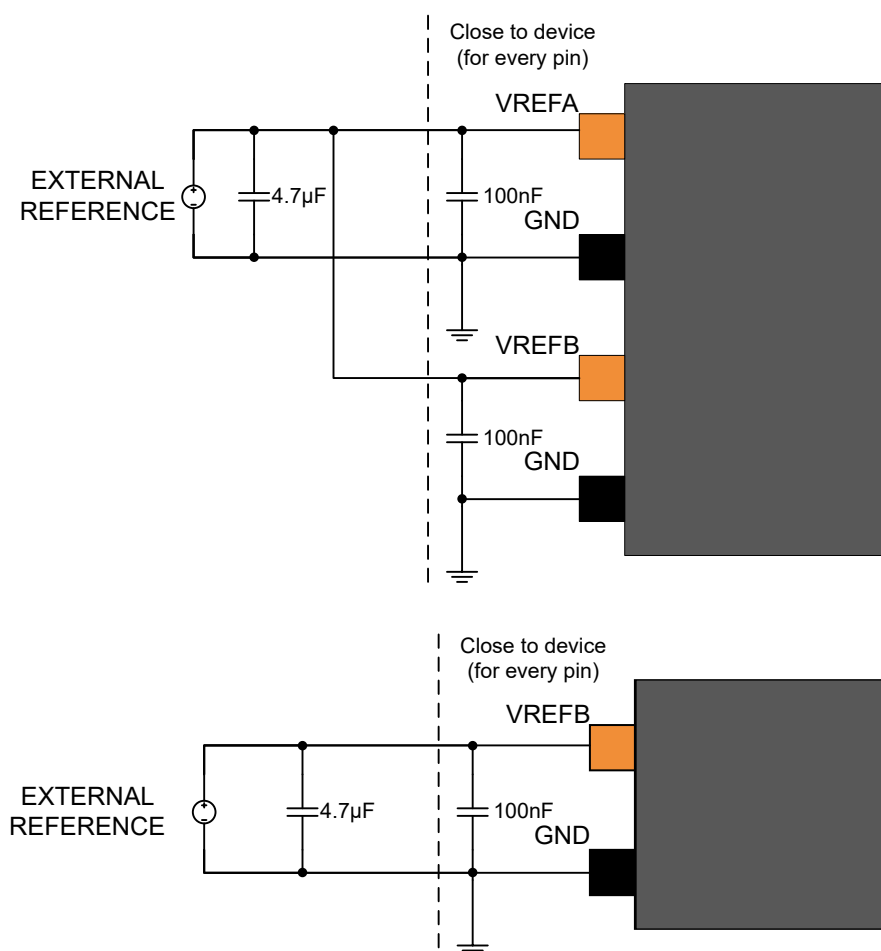 Close to device
(for every pin)
VREFA
EXTERNAL
REFERENCE
+
-
4.7µF
100nF
GND
VREFB
100nF
GND
Close to device
(for every pin)
VREFB
EXTERNAL
REFERENCE
+
-
4.7µF
100nF
GND